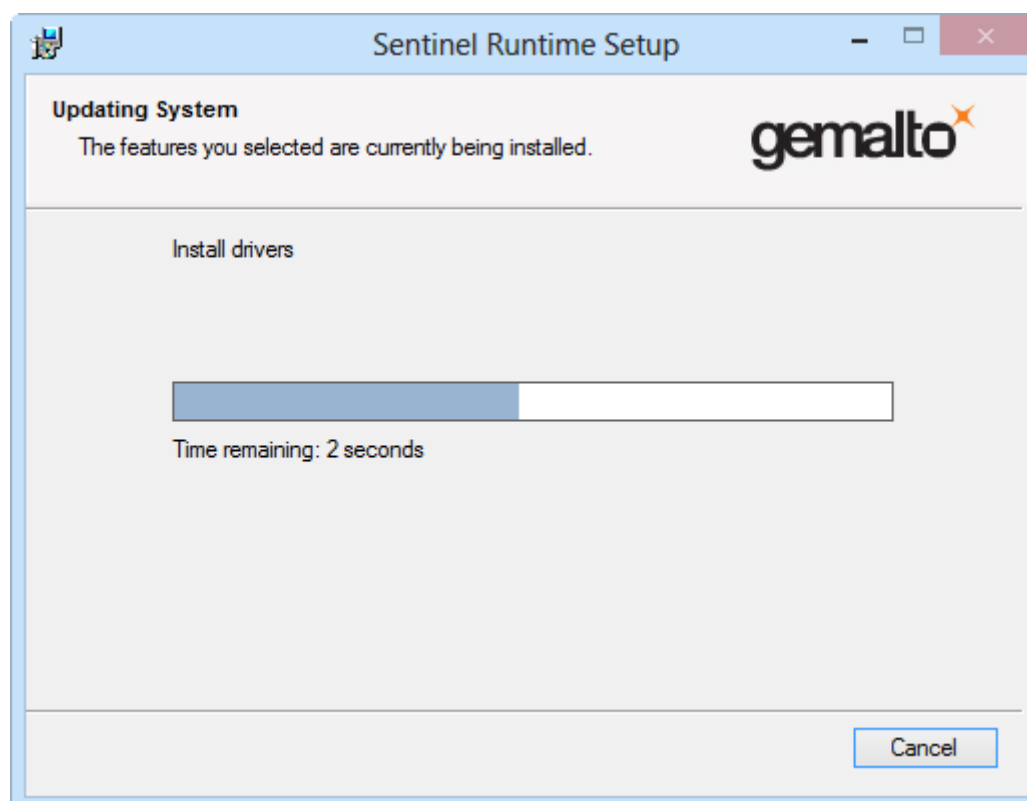 Sentinel Runtime Setup
Updating System
The features you selected are currently being installed.
gemalto
Install drivers
Time remaining: 2 seconds
Cancel